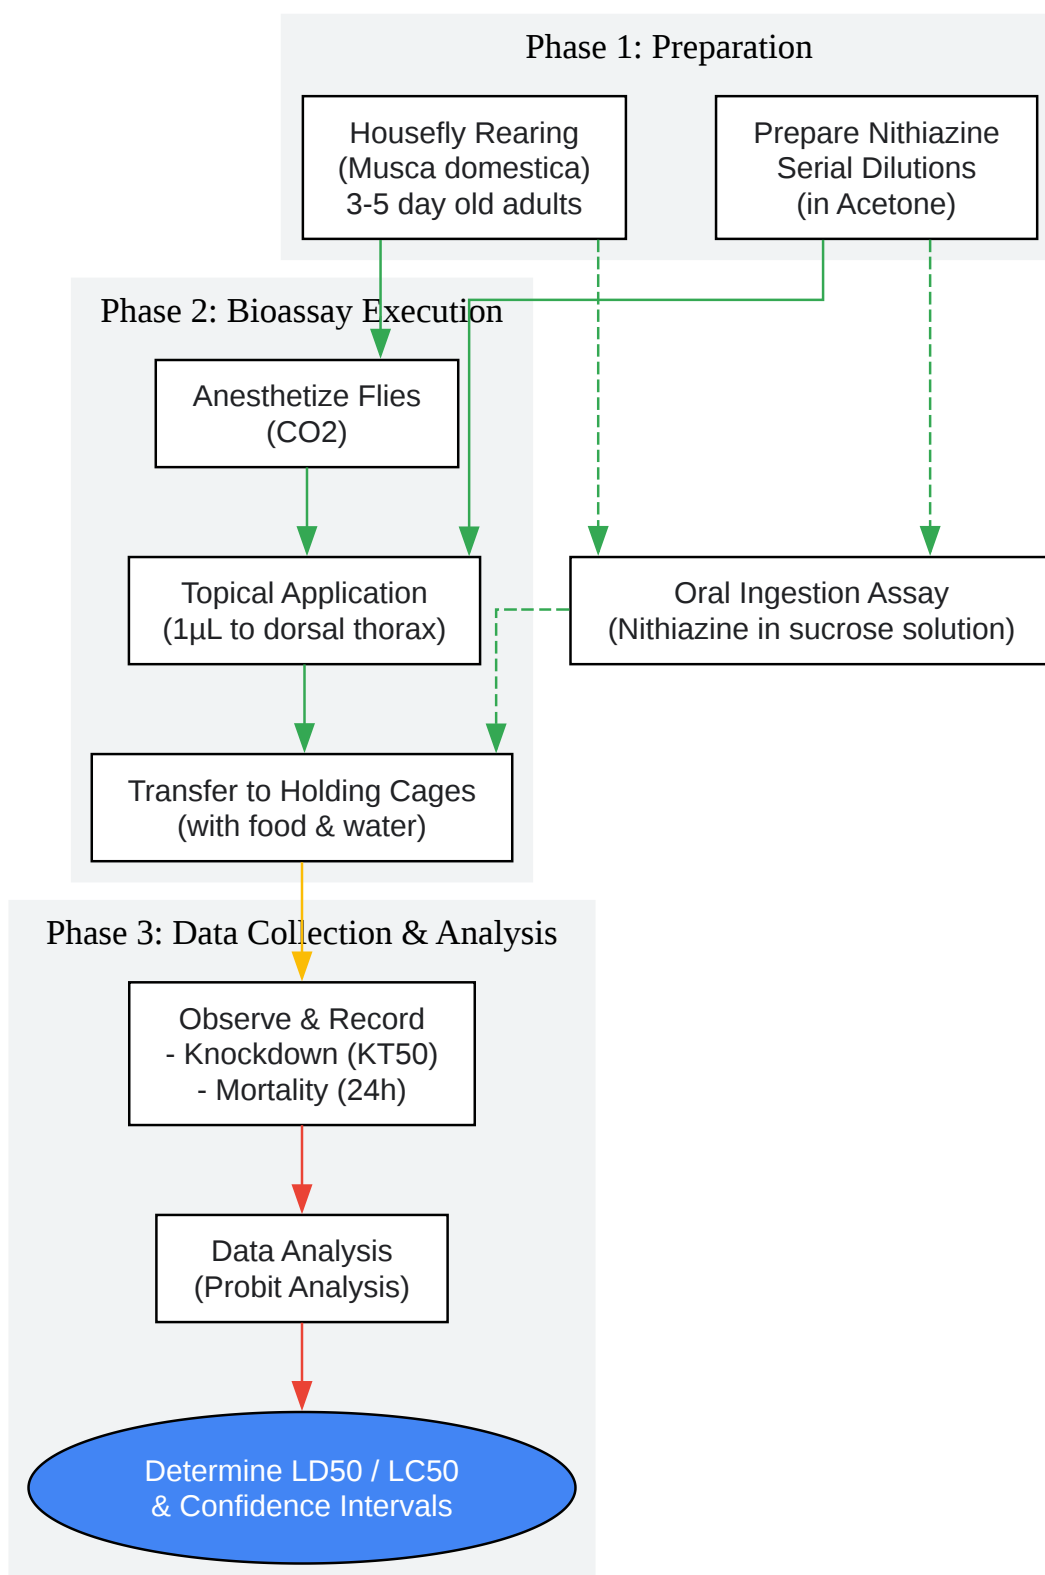 Phase 1: Preparation
Housefly Rearing
(Musca domestica)
3-5 day old adults
Prepare Nithiazine
Serial Dilutions
(in Acetone)
Phase 2: Bioassay Execution
Anesthetize Flies
(CO2)
Topical Application
(1µL to dorsal thorax)
Oral Ingestion Assay
(Nithiazine in sucrose solution)
Transfer to Holding Cages
(with food & water)
Phase 3: Data Collection & Analysis
Observe & Record
- Knockdown (KT50)
- Mortality (24h)
Data Analysis
(Probit Analysis)
Determine LD50 / LC50
& Confidence Intervals